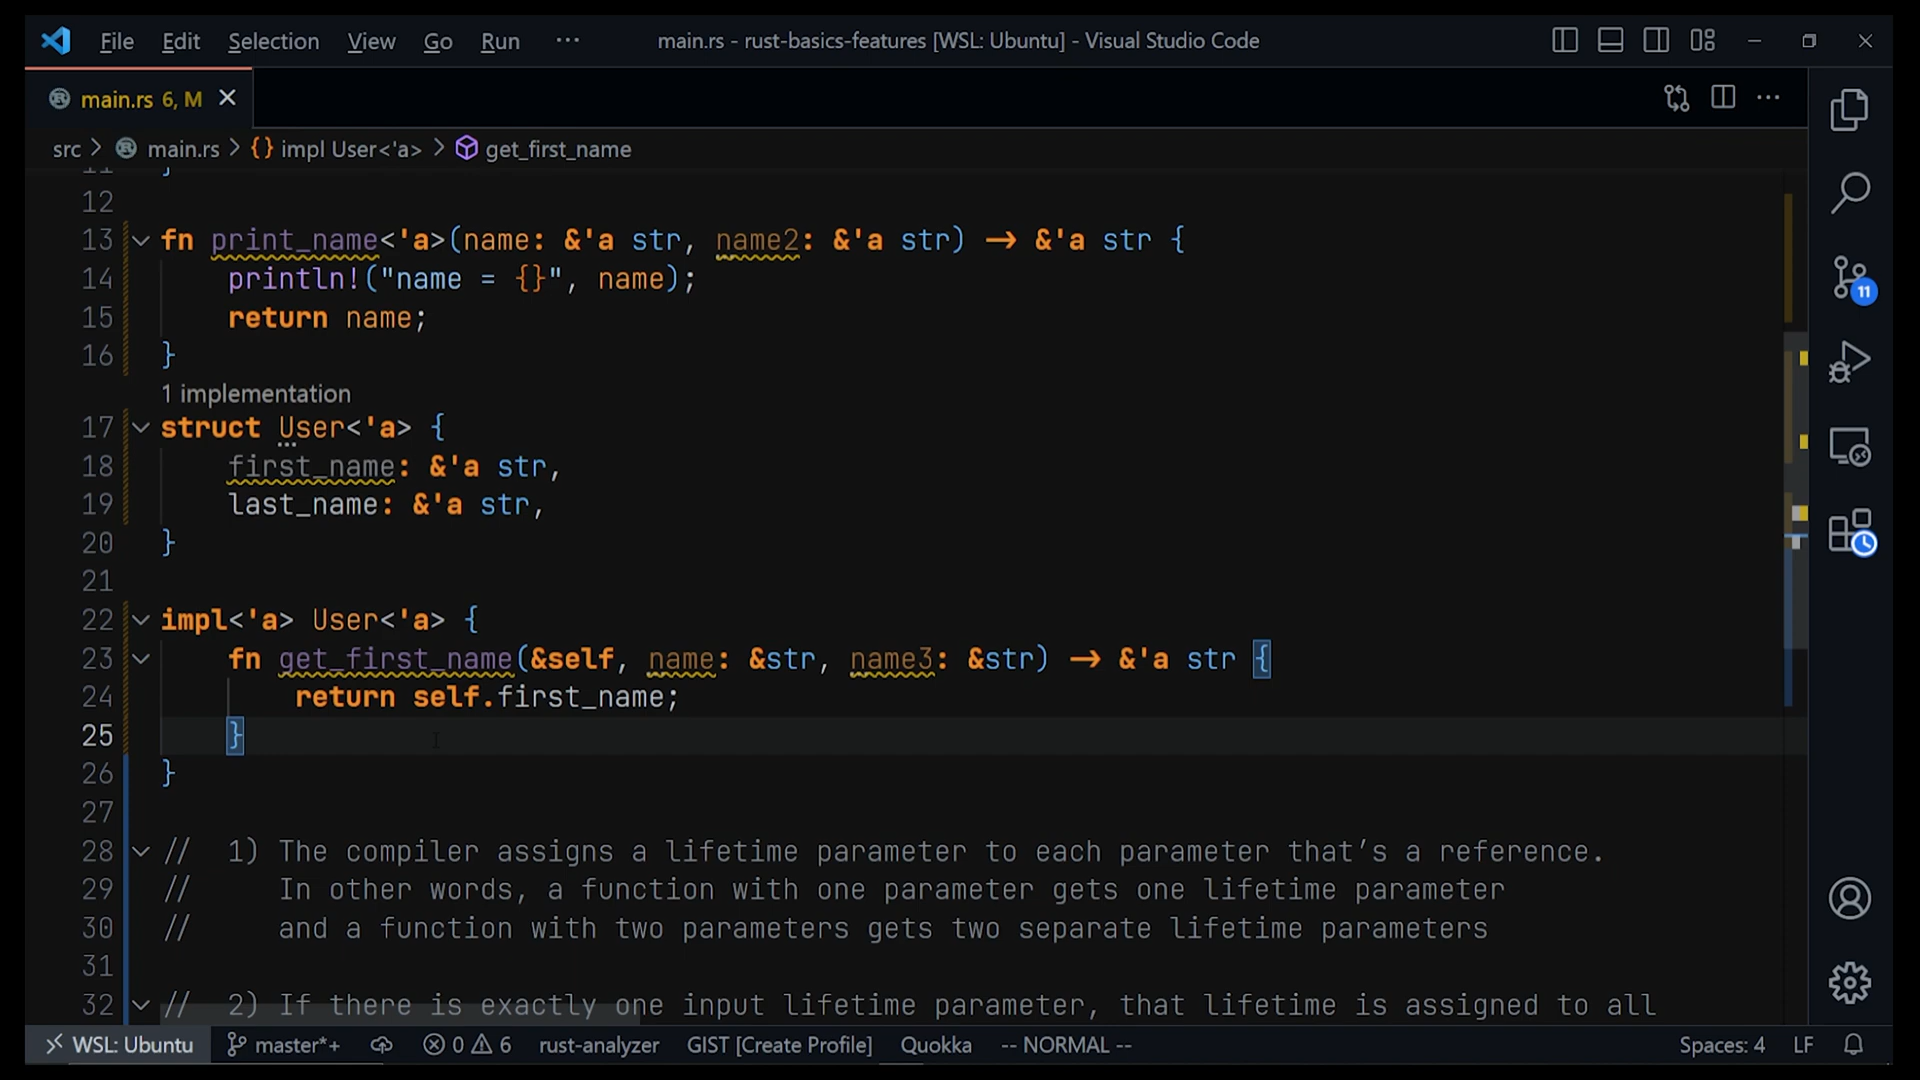 File Edit Selection View Go Run ··· main.rs - rust-basics-features [WSL: Ubuntu] - Visual Studio Code
main.rs 6, M
src > main.rs > {} impl User<'a> > get_first_name
11 }
12
13 fn print_name<'a>(name: &'a str, name2: &'a str) → &'a str {
14 println!("name = {}", name);
15 return name;
16 }
1 implementation
17 struct User<'a> {
18 first_name: &'a str,
19 last_name: &'a str,
20 }
21
22 impl<'a> User<'a> {
23 fn get_first_name(&self, name: &str, name3: &str) → &'a str {
24 return self.first_name;
25 }
26 }
27
28 // 1) The compiler assigns a lifetime parameter to each parameter that’s a reference.
29 // In other words, a function with one parameter gets one lifetime parameter
30 // and a function with two parameters gets two separate lifetime parameters
31
32 // 2) If there is exactly one input lifetime parameter, that lifetime is assigned to all
11
WSL: Ubuntu master*+ 0 6 rust-analyzer GIST [Create Profile] Quokka -- NORMAL -- Spaces: 4 LF